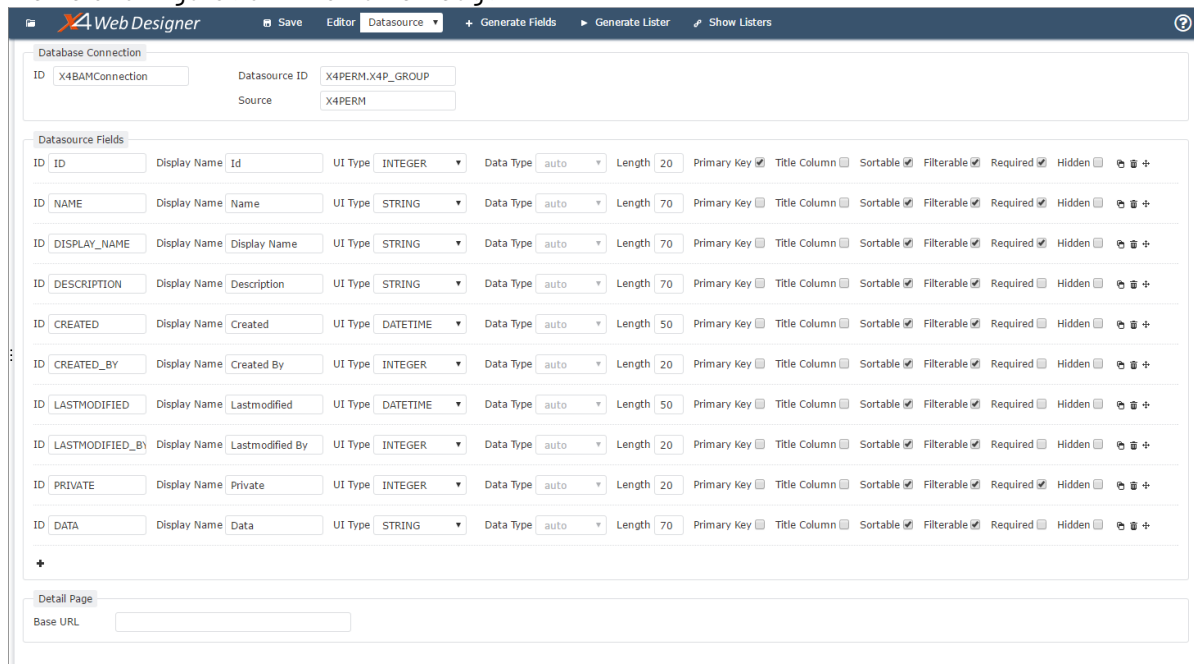 X4 Web Designer Save Editor Datasource + Generate Fields Generate Lister Show Listers ?
Database Connection
ID X4BAMConnection Datasource ID X4PERM.X4P_GROUP
Source X4PERM
Datasource Fields
ID ID Display Name Id UI Type INTEGER Data Type auto Length 20 Primary Key Title Column Sortable Filterable Required Hidden
ID NAME Display Name Name UI Type STRING Data Type auto Length 70 Primary Key Title Column Sortable Filterable Required Hidden
ID DISPLAY_NAME Display Name Display Name UI Type STRING Data Type auto Length 70 Primary Key Title Column Sortable Filterable Required Hidden
ID DESCRIPTION Display Name Description UI Type STRING Data Type auto Length 70 Primary Key Title Column Sortable Filterable Required Hidden
ID CREATED Display Name Created UI Type DATETIME Data Type auto Length 50 Primary Key Title Column Sortable Filterable Required Hidden
ID CREATED_BY Display Name Created By UI Type INTEGER Data Type auto Length 20 Primary Key Title Column Sortable Filterable Required Hidden
ID LASTMODIFIED Display Name Lastmodified UI Type DATETIME Data Type auto Length 50 Primary Key Title Column Sortable Filterable Required Hidden
ID LASTMODIFIED_BY Display Name Lastmodified By UI Type INTEGER Data Type auto Length 20 Primary Key Title Column Sortable Filterable Required Hidden
ID PRIVATE Display Name Private UI Type INTEGER Data Type auto Length 20 Primary Key Title Column Sortable Filterable Required Hidden
ID DATA Display Name Data UI Type STRING Data Type auto Length 70 Primary Key Title Column Sortable Filterable Required Hidden
+
Detail Page
Base URL